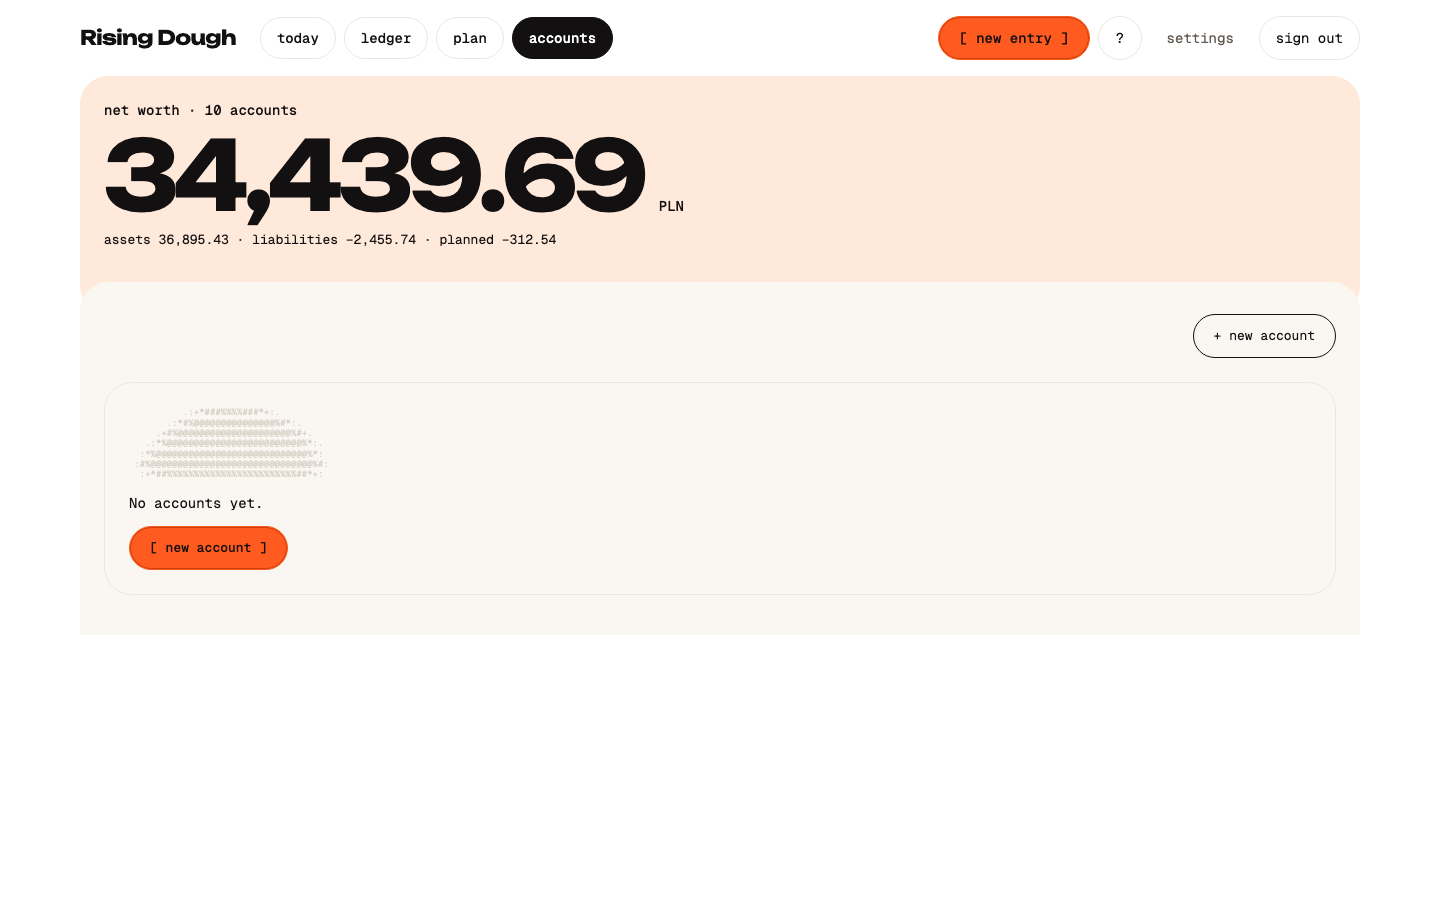 Rising Dough today ledger plan accounts [ new entry ] ? settings sign out
net worth · 10 accounts
34,439.69 PLN
assets 36,895.43 · liabilities −2,455.74 · planned −312.54
+ new account
No accounts yet.
[ new account ]